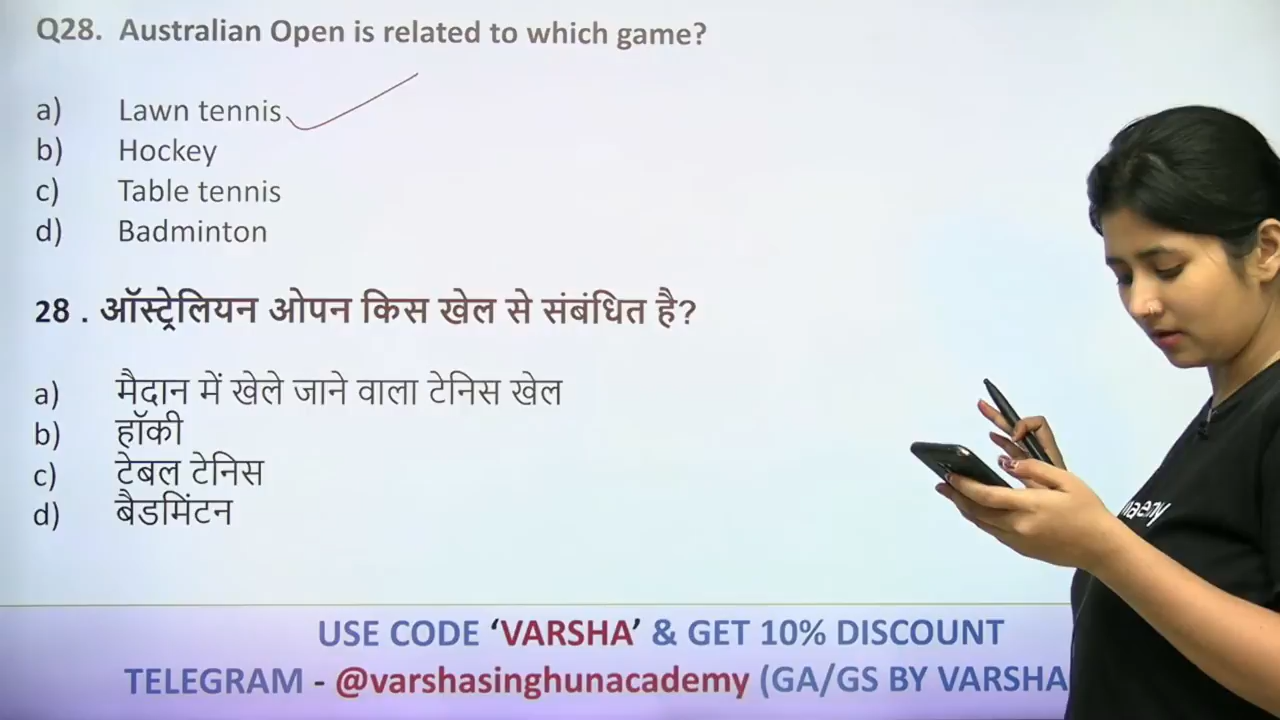 Q28. Australian Open is related to which game?
a) Lawn tennis
b) Hockey
c) Table tennis
d) Badminton
28 . ऑस्ट्रेलियन ओपन किस खेल से संबंधित है?
a) मैदान में खेले जाने वाला टेनिस खेल
b) हॉकी
c) टेबल टेनिस
d) बैडमिंटन
USE CODE ‘VARSHA’ & GET 10% DISCOUNT
TELEGRAM - @varshasinghunacademy (GA/GS BY VARSHA